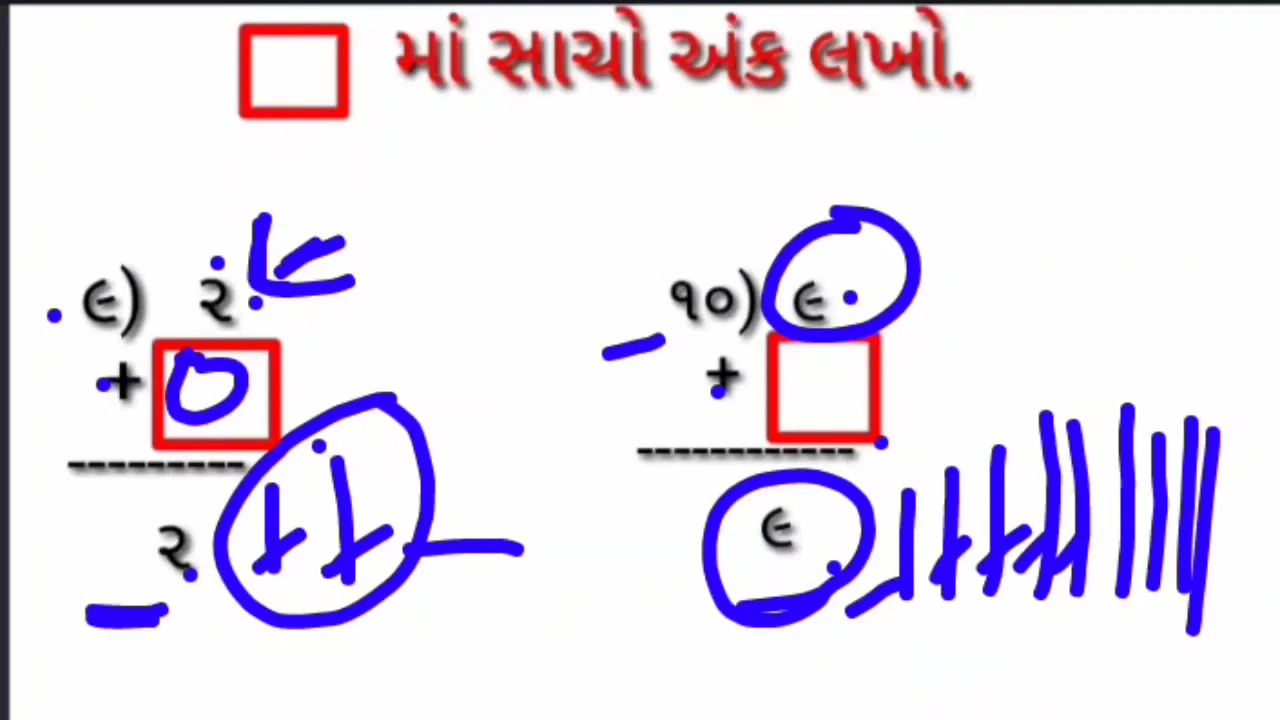 માં સાચો અંક લખો.
૯) ૨ ૧૦) ૯
+ 0 +
------------ ------------
૨ ૯